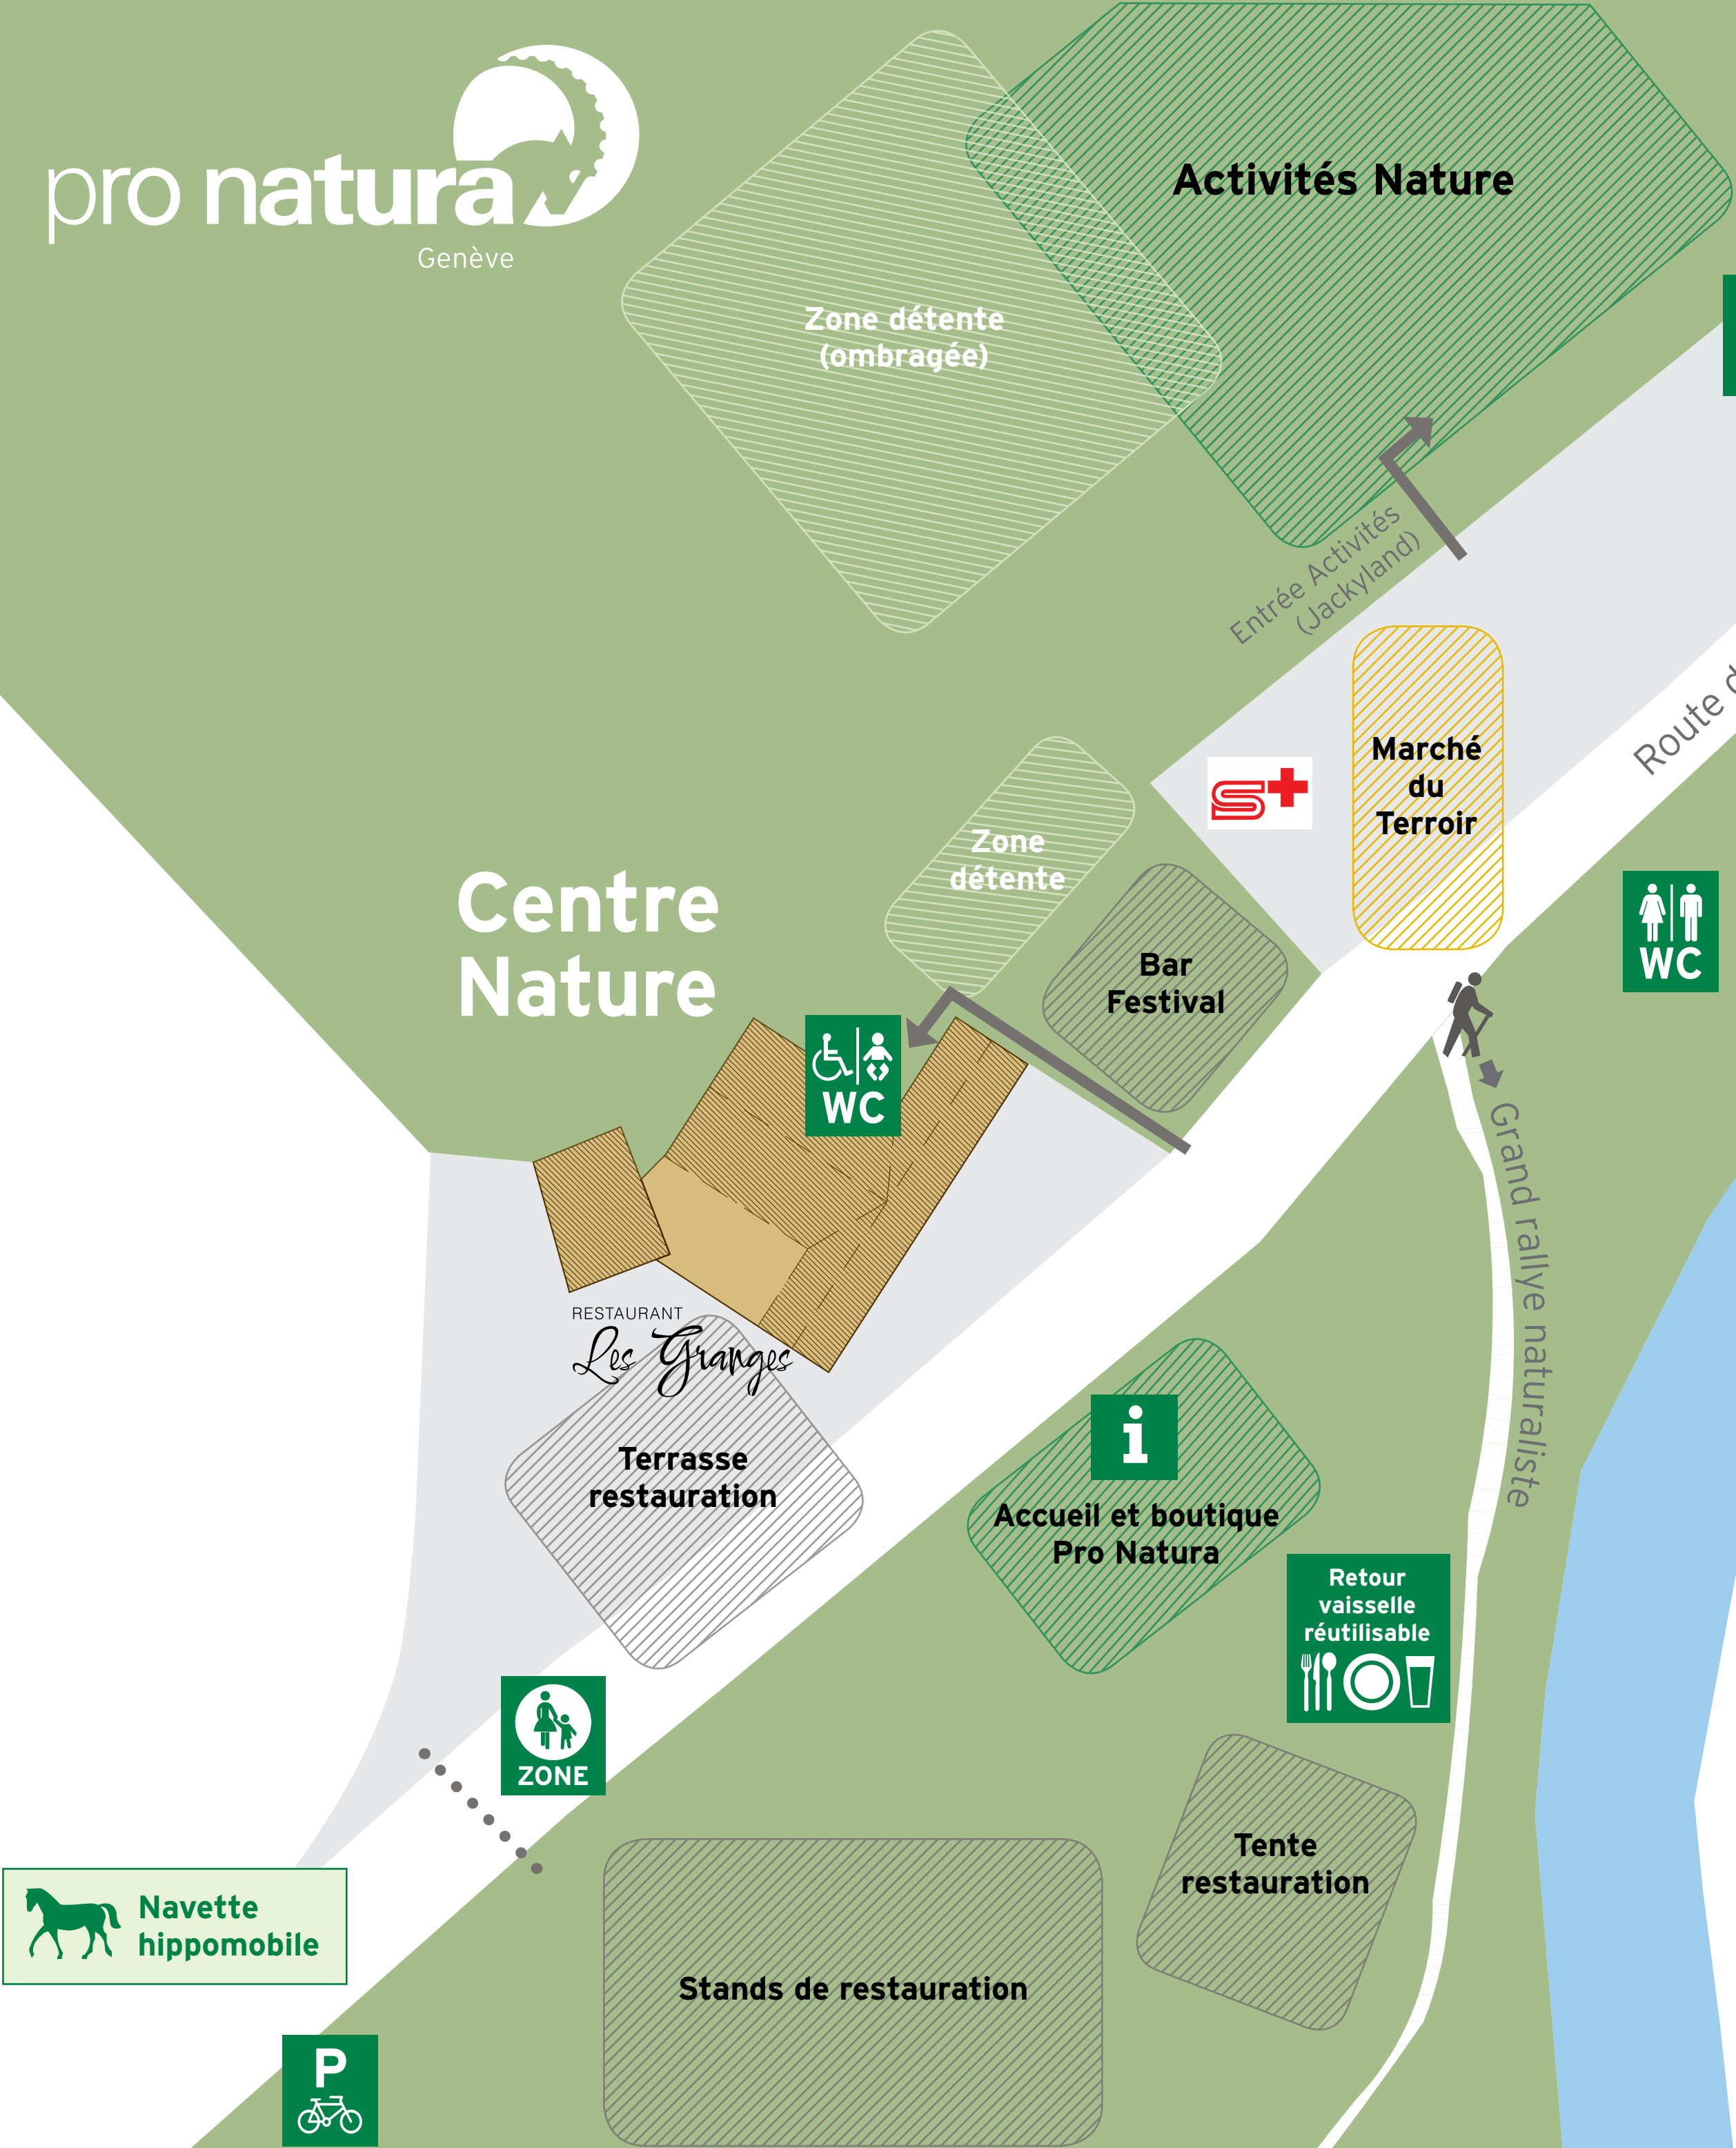 pro natura
Genève
Activités Nature
Zone détente
(ombragée)
Entrée Activités
(Jackyland)
Marché
du
Terroir
Route d
Zone
détente
Bar
Festival
Centre
Nature
WC
WC
Grand rallye naturaliste
RESTAURANT
Les Granges
Terrasse
restauration
i
Accueil et boutique
Pro Natura
Retour
vaisselle
réutilisable
ZONE
Tente
restauration
Navette
hippomobile
Stands de restauration
P